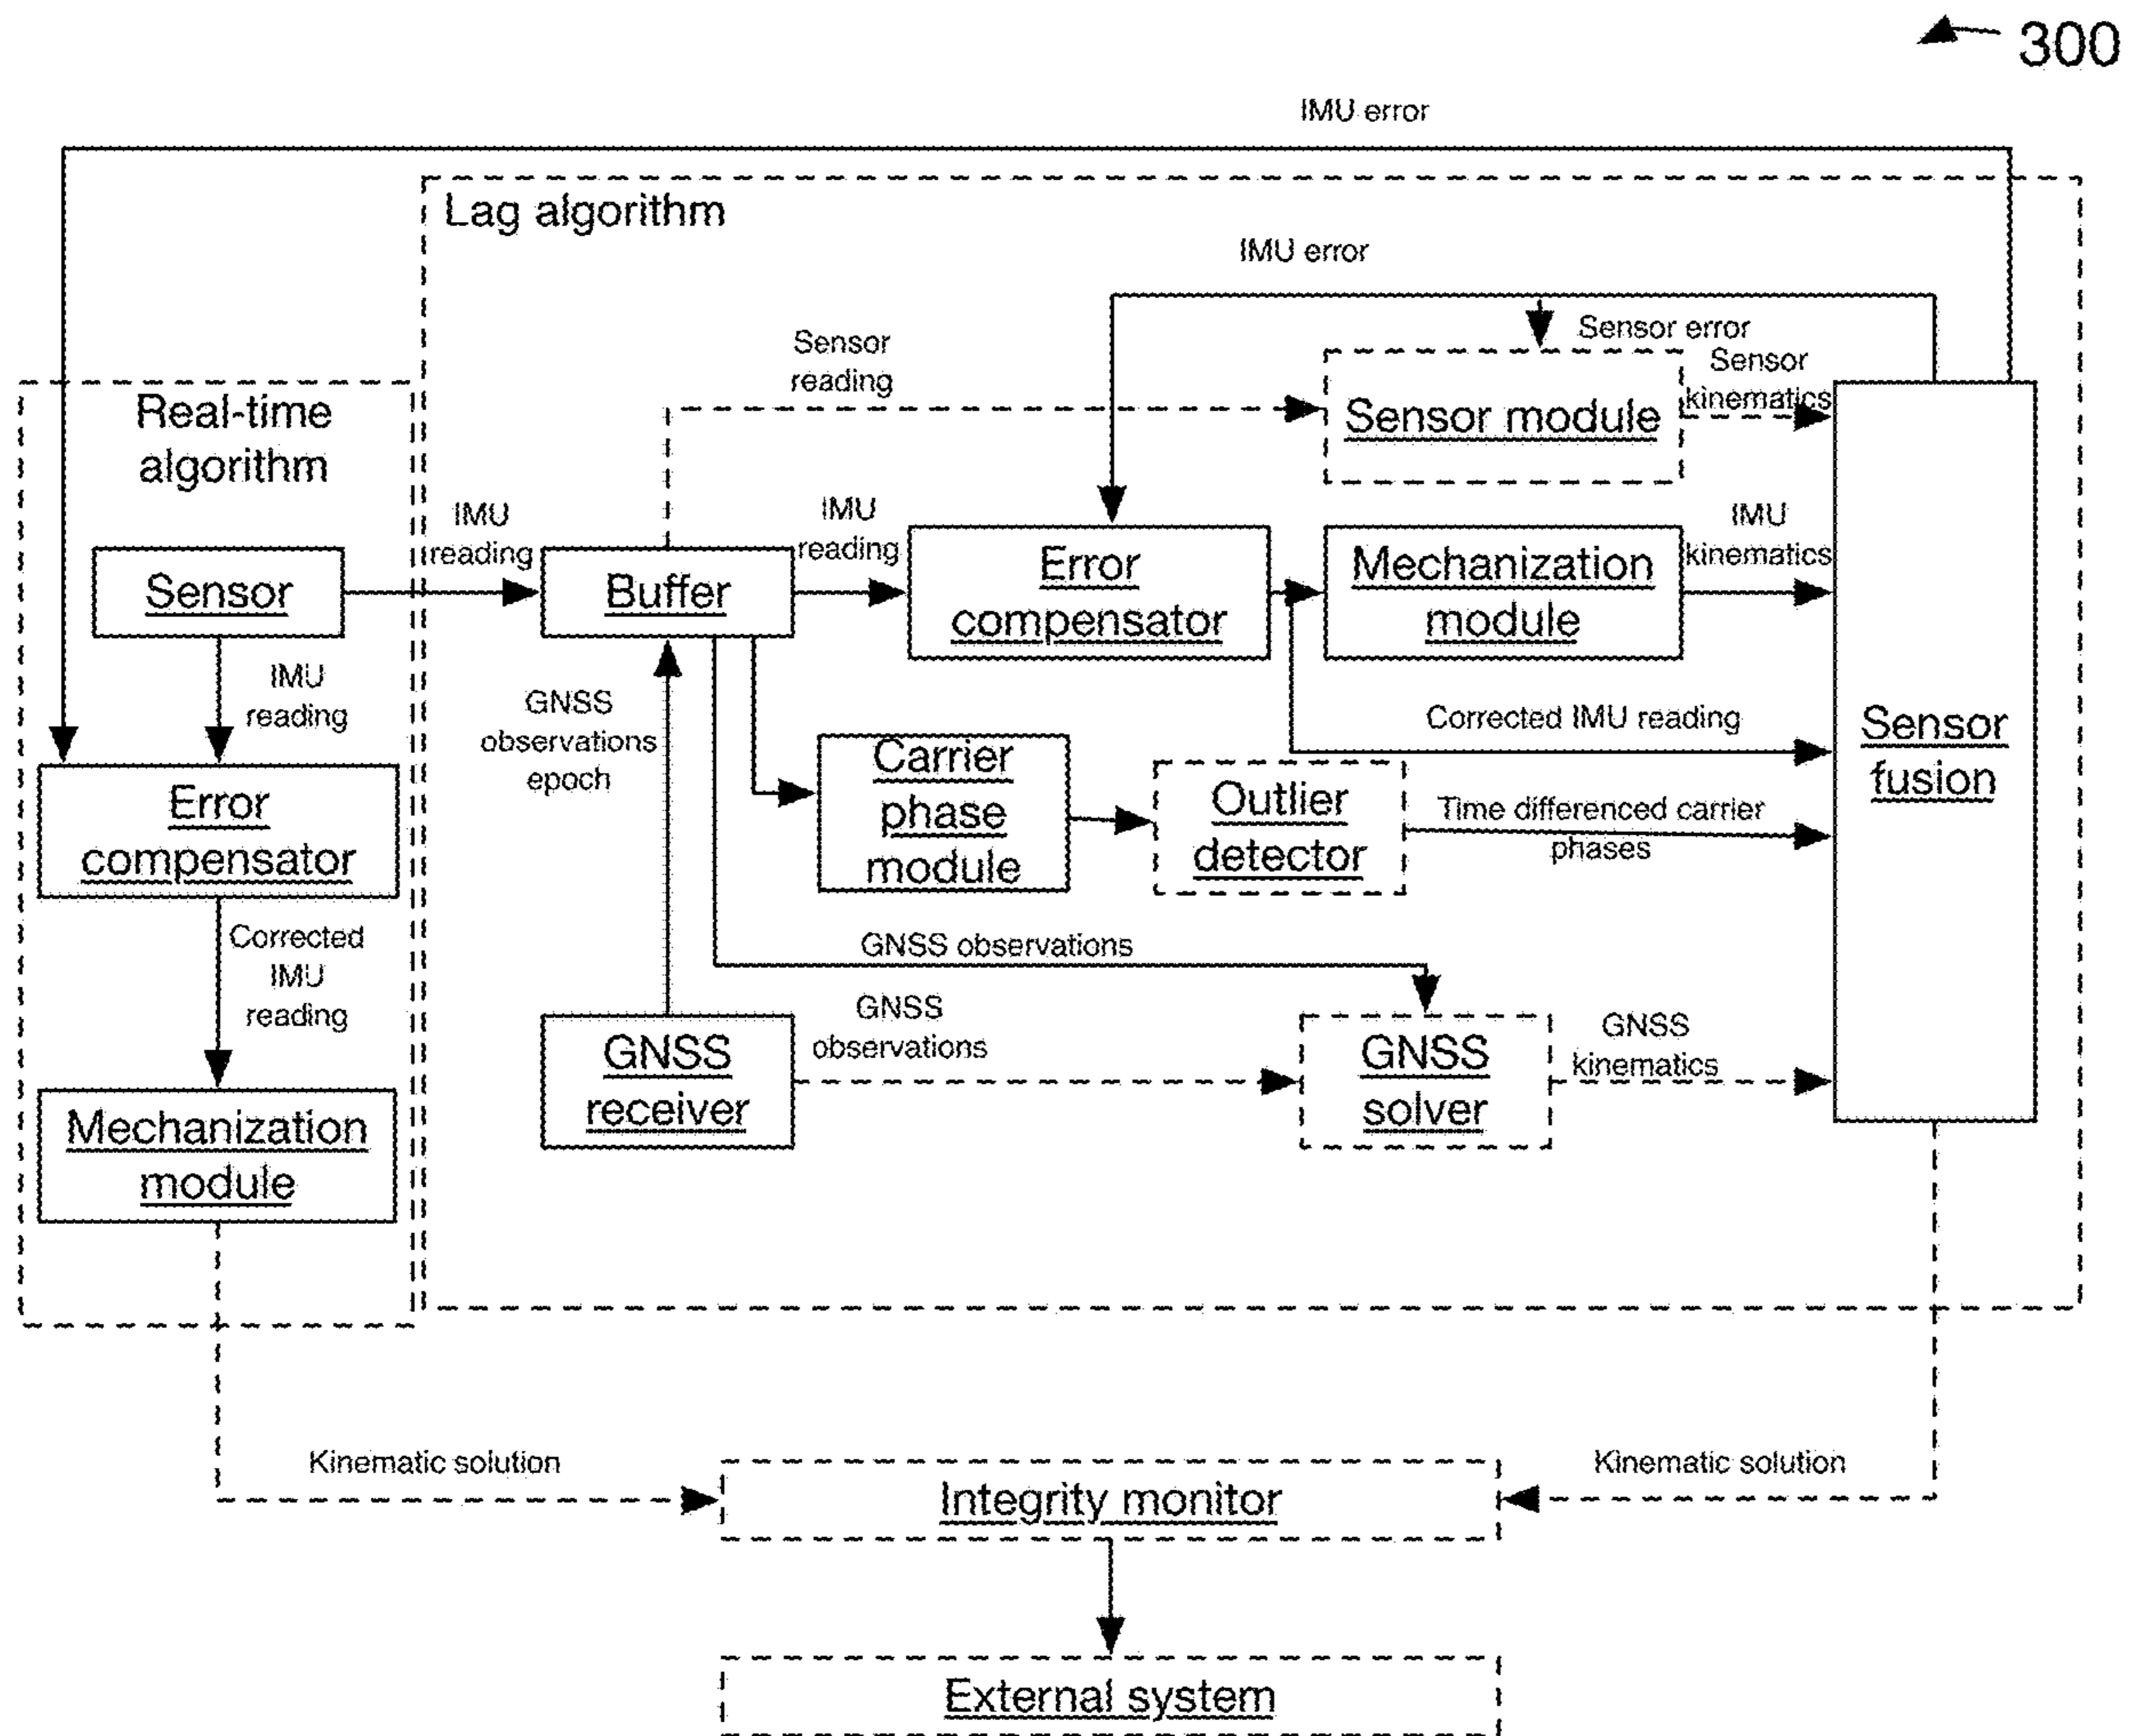 300
IMU error
Lag algorithm
IMU error
Sensor error
Sensor
reading
Sensor
kinematics
Sensor module
Real-time
algorithm
IMU
reading
IMU
reading
IMU
kinematics
Sensor
Buffer
Error
compensator
Mechanization
module
IMU
reading
GNSS
observations
epoch
Corrected IMU reading
Sensor
fusion
Carrier
phase
module
Outlier
detector
Time differenced carrier
phases
Error
compensator
Corrected
IMU
reading
GNSS observations
GNSS
observations
GNSS
receiver
GNSS
solver
GNSS
kinematics
Mechanization
module
Kinematic solution
Integrity monitor
Kinematic solution
External system